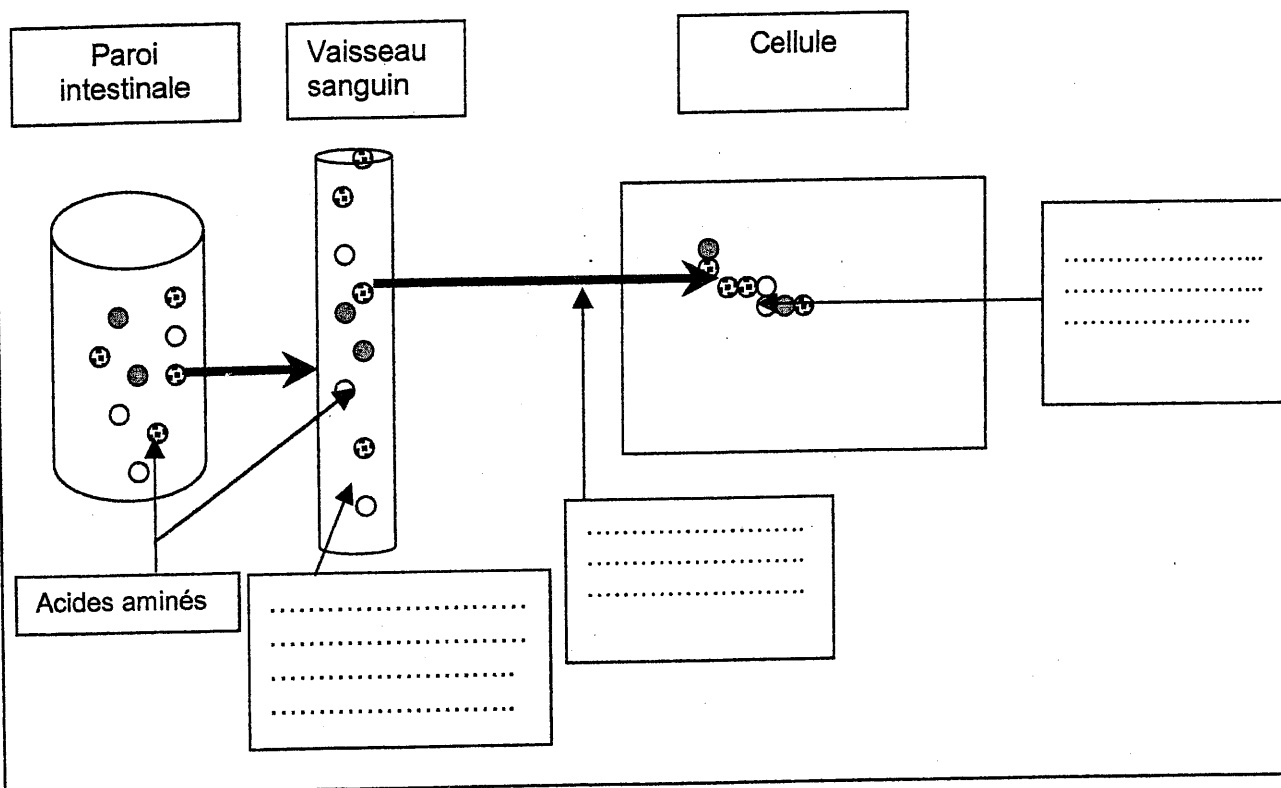 Paroi
intestinale
Vaisseau
sanguin
Cellule
Acides aminés